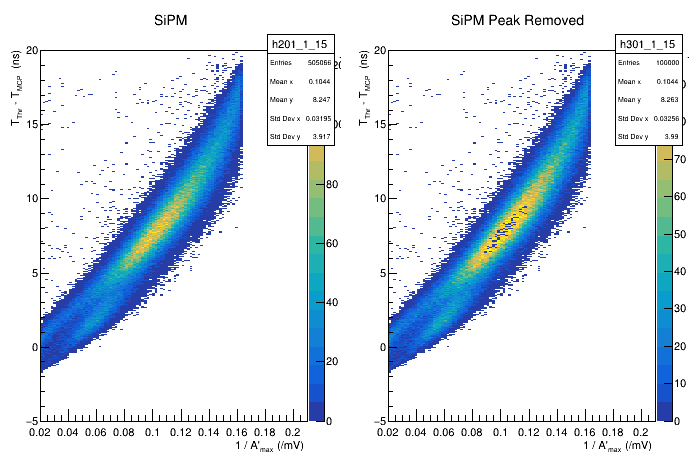 SiPM
h201_1_15
Entries 505066
Mean x 0.1044
Mean y 8.247
Std Dev x 0.03195
Std Dev y 3.917
T_Thr - T_MCP (ns)
20
15
10
5
0
−5
0.02 0.04 0.06 0.08 0.1 0.12 0.14 0.16 0.18 0.2
1 / A'_max (/mV)
80
60
40
20
0
SiPM Peak Removed
h301_1_15
Entries 100000
Mean x 0.1044
Mean y 8.263
Std Dev x 0.03256
Std Dev y 3.99
T_Thr - T_MCP (ns)
20
15
10
5
0
−5
0.02 0.04 0.06 0.08 0.1 0.12 0.14 0.16 0.18 0.2
1 / A'_max (/mV)
50
40
30
20
10
0